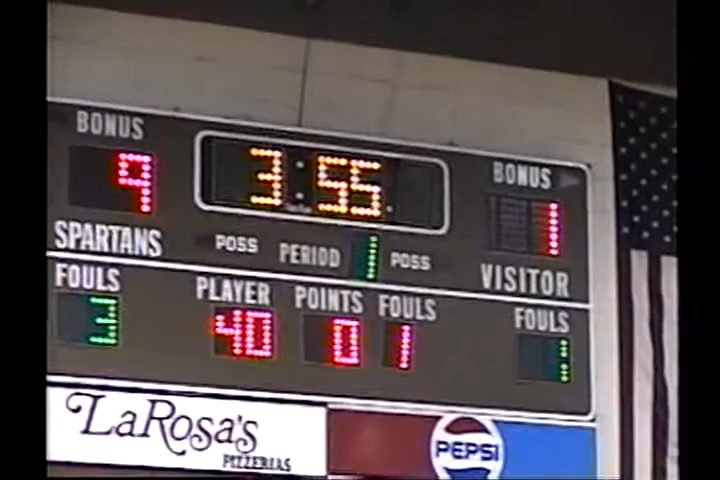 BONUS
9
3:55
BONUS
1
SPARTANS
POSS
PERIOD
1
POSS
VISITOR
FOULS
3
PLAYER
40
POINTS
0
FOULS
1
FOULS
1
LaRosa's
PIZZERIAS
PEPSI